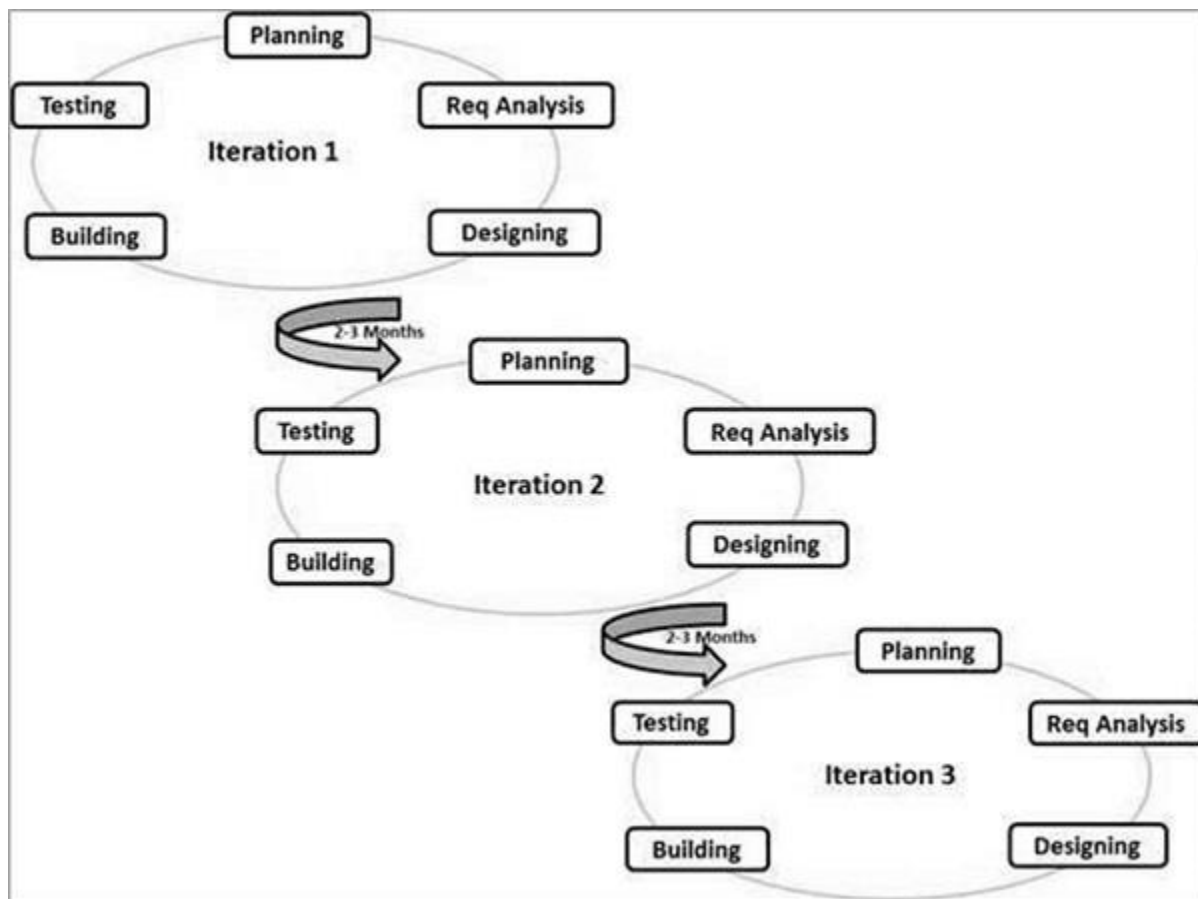 Planning
Testing
Req Analysis
Iteration 1
Building
Designing
2-3 Months
Planning
Testing
Req Analysis
Iteration 2
Building
Designing
2-3 Months
Planning
Testing
Req Analysis
Iteration 3
Building
Designing